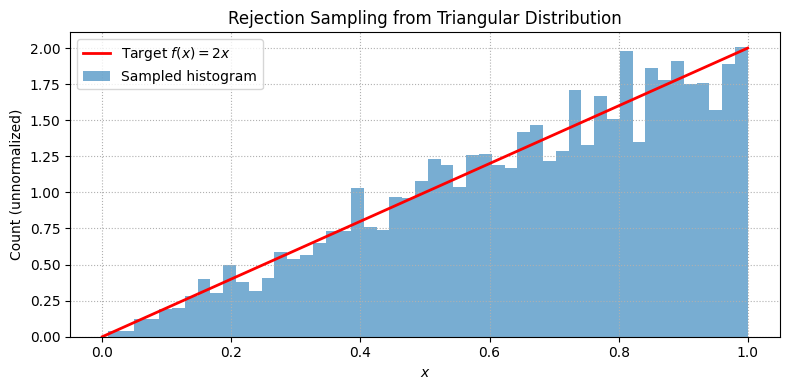 Rejection Sampling from Triangular Distribution
Target $f(x) = 2x$
Sampled histogram
Count (unnormalized)
2.00
1.75
1.50
1.25
1.00
0.75
0.50
0.25
0.00
0.0 0.2 0.4 0.6 0.8 1.0
x